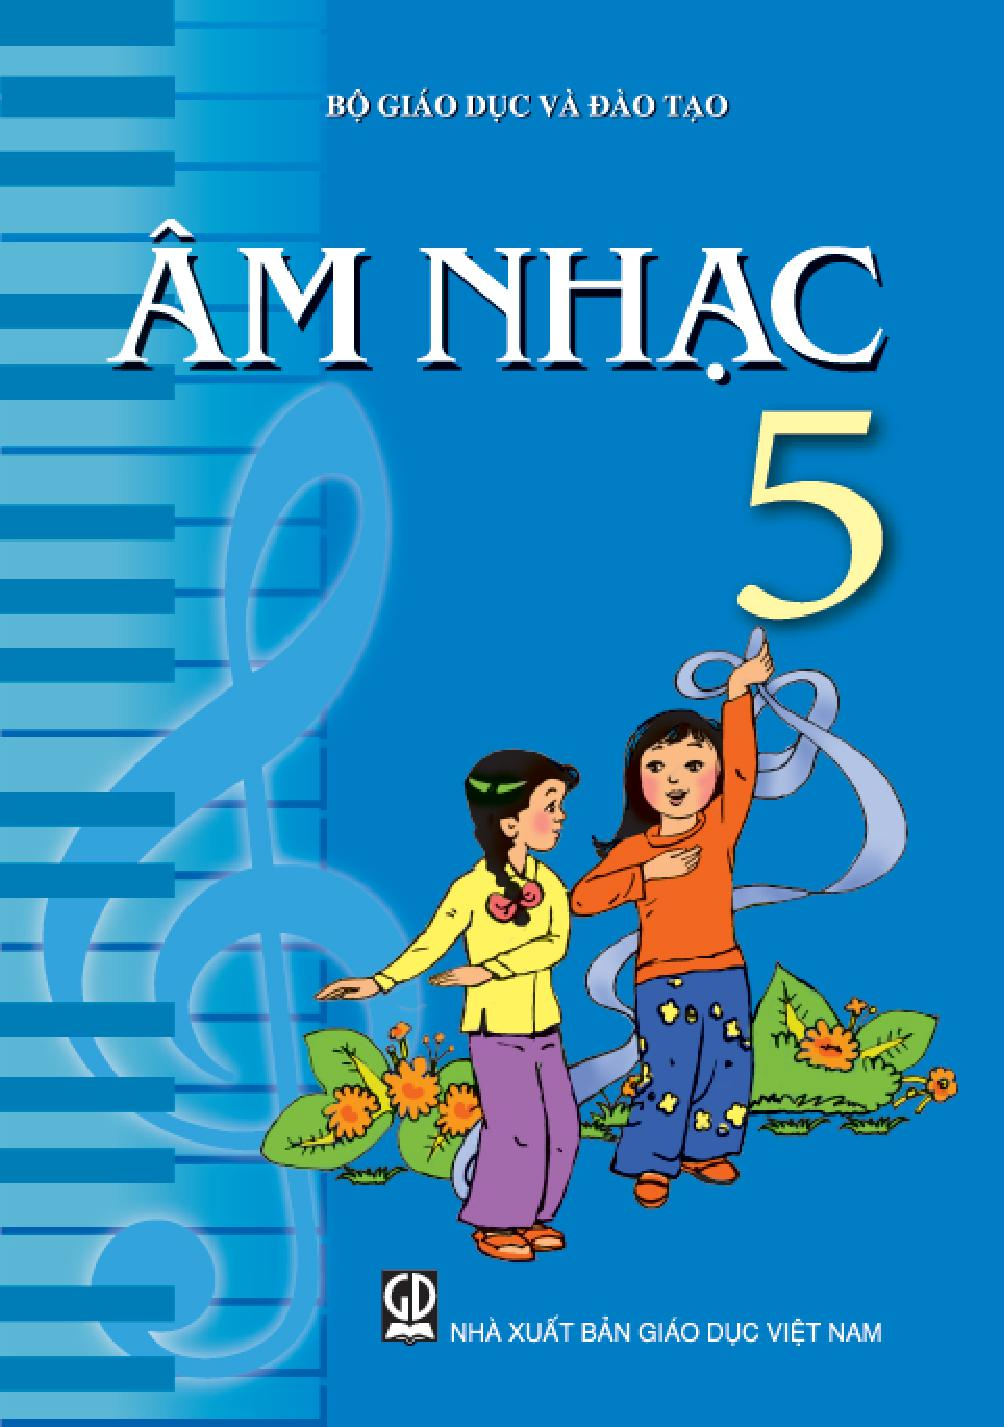 BỘ GIÁO DỤC VÀ ĐÀO TẠO
ÂM NHẠC
5
GD
NHÀ XUẤT BẢN GIÁO DỤC VIỆT NAM